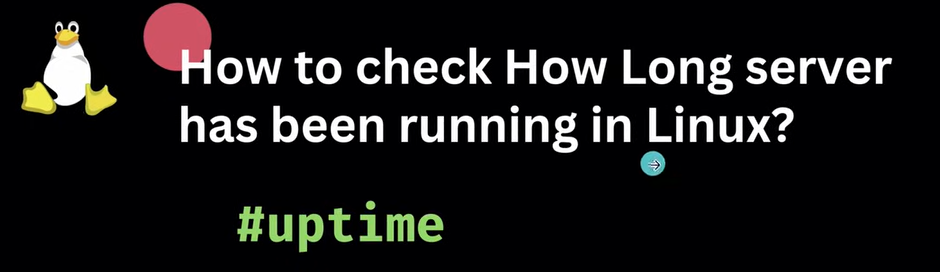 How to check How Long server
has been running in Linux?
#uptime